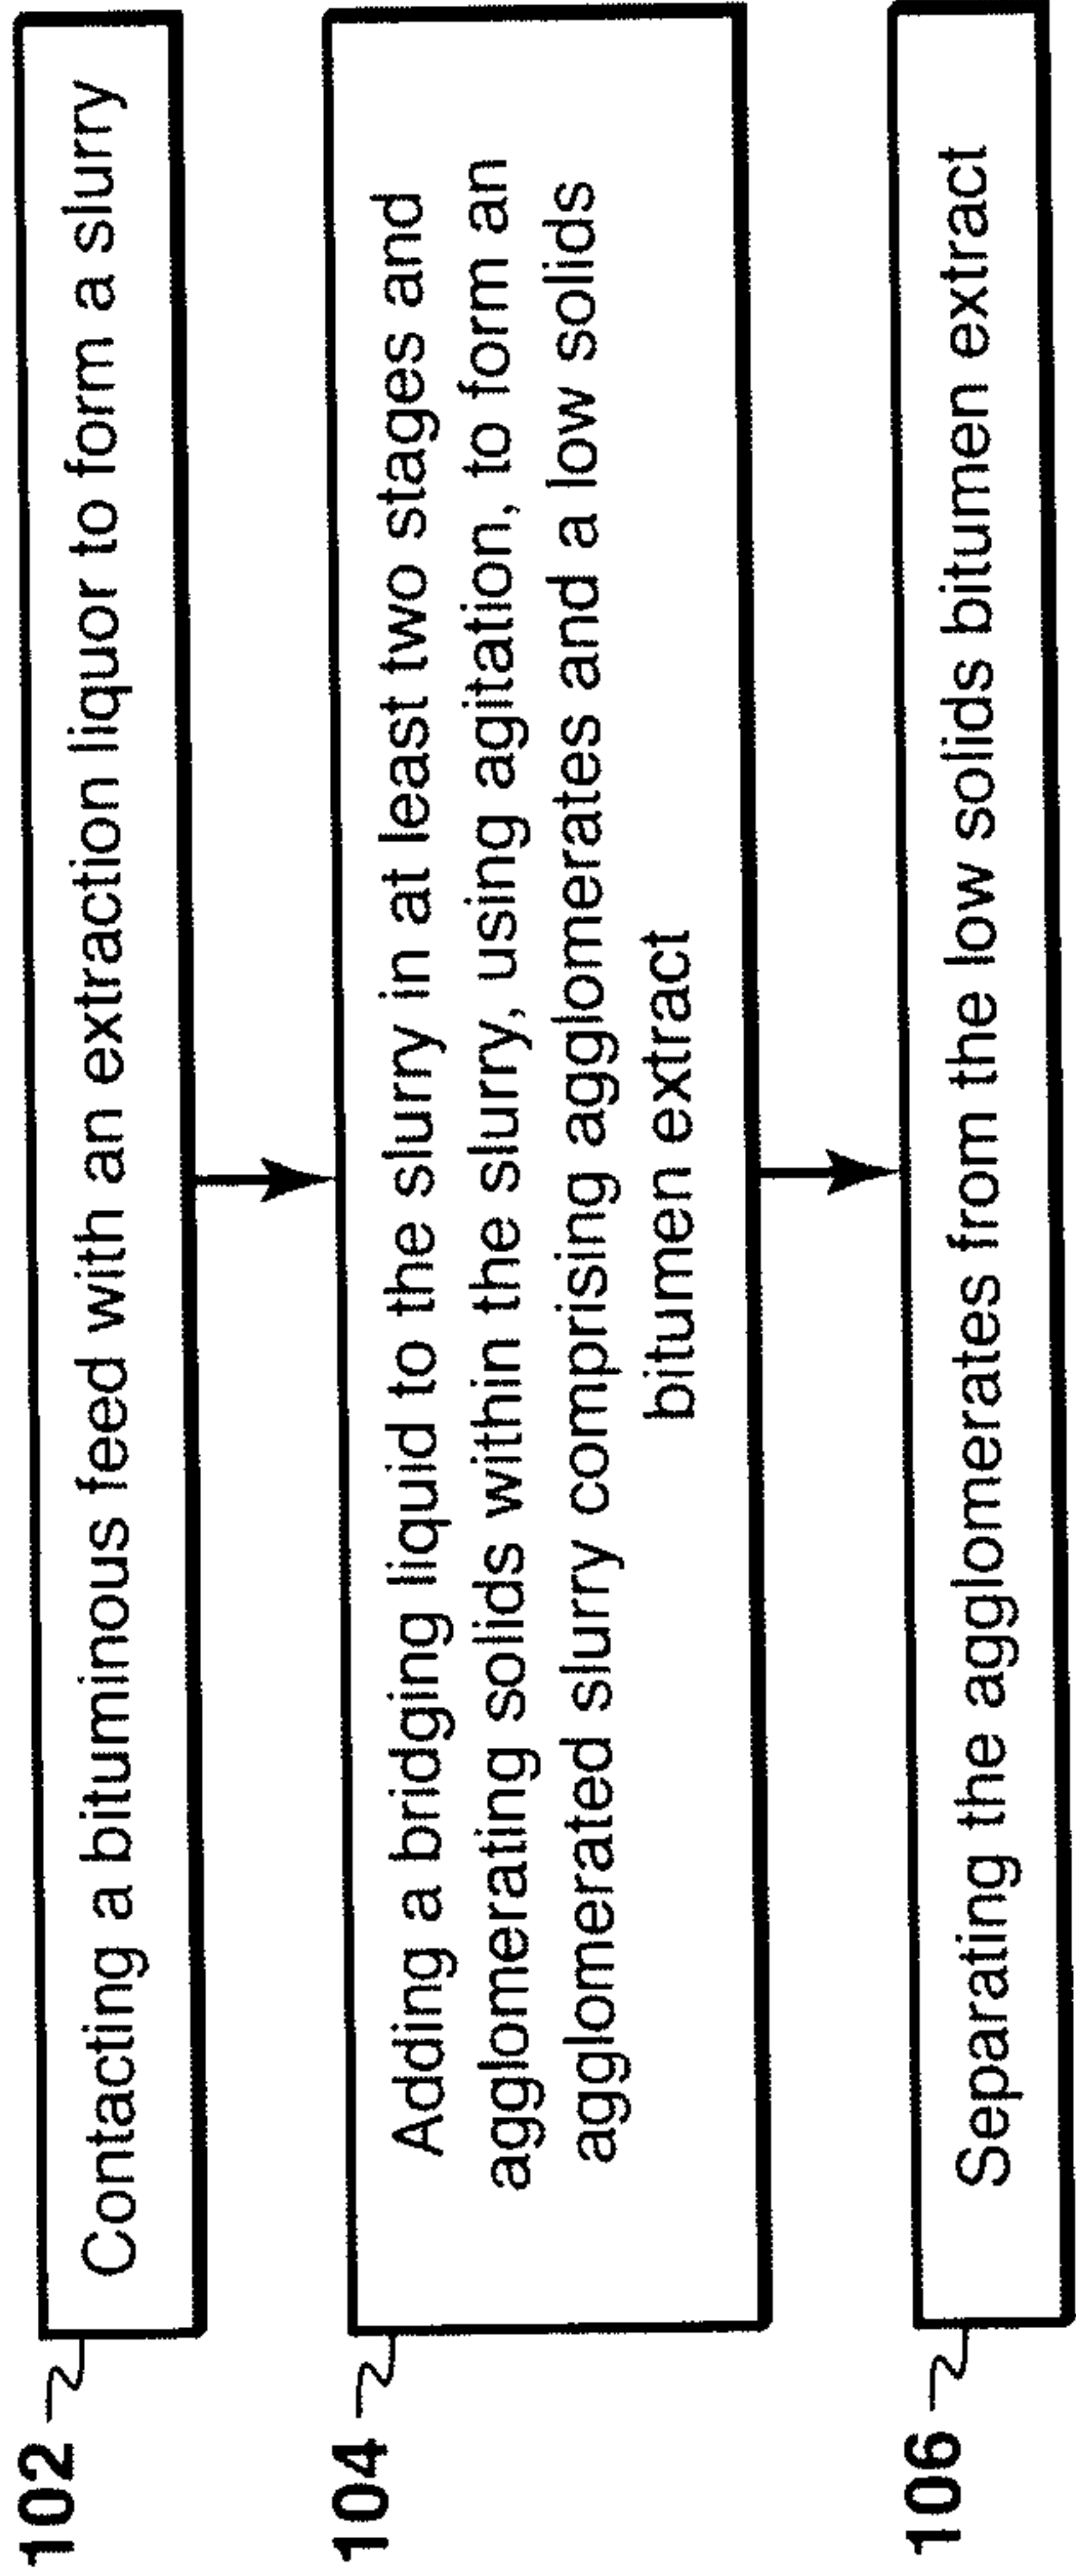 102
Contacting a bituminous feed with an extraction liquor to form a slurry
104
Adding a bridging liquid to the slurry in at least two stages and
agglomerating solids within the slurry, using agitation, to form an
agglomerated slurry comprising agglomerates and a low solids
bitumen extract
106
Separating the agglomerates from the low solids bitumen extract